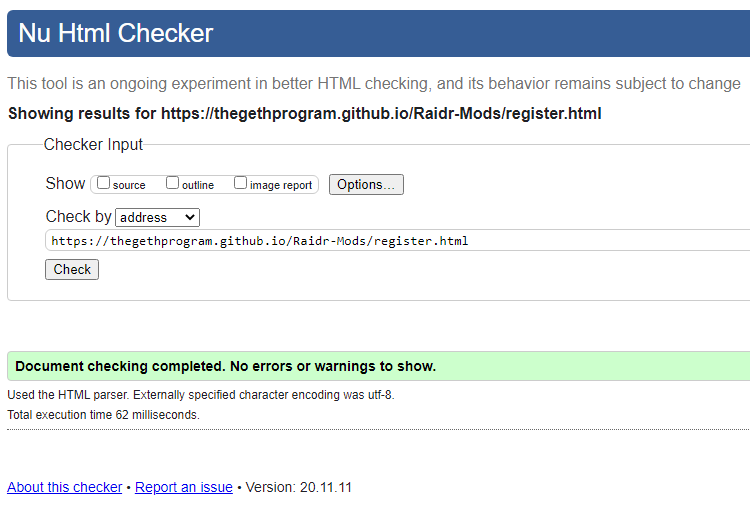 Nu Html Checker
This tool is an ongoing experiment in better HTML checking, and its behavior remains subject to change
Showing results for https://thegethprogram.github.io/Raidr-Mods/register.html
Checker Input
Show source outline image report Options...
Check by address
https://thegethprogram.github.io/Raidr-Mods/register.html
Check
Document checking completed. No errors or warnings to show.
Used the HTML parser. Externally specified character encoding was utf-8.
Total execution time 62 milliseconds.
About this checker • Report an issue • Version: 20.11.11